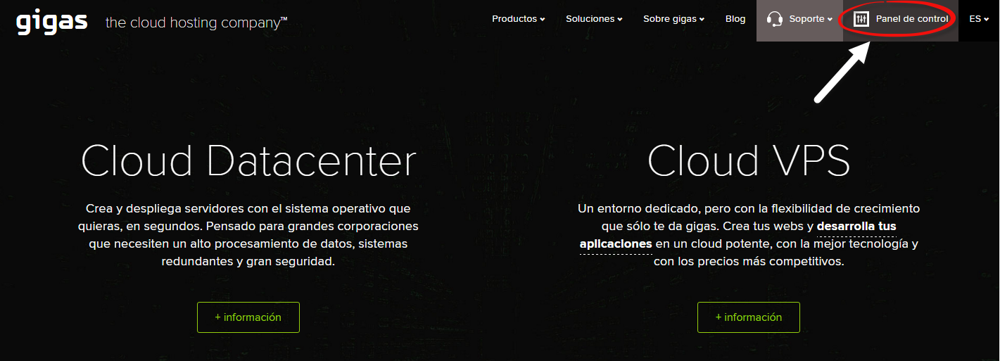 gigas the cloud hosting company™
Productos
Soluciones
Sobre gigas
Blog
Soporte
Panel de control
ES
Cloud Datacenter
Crea y despliega servidores con el sistema operativo que
quieras, en segundos. Pensado para grandes corporaciones
que necesiten un alto procesamiento de datos, sistemas
redundantes y gran seguridad.
+ información
Cloud VPS
Un entorno dedicado, pero con la flexibilidad de crecimiento
que sólo te da gigas. Crea tus webs y desarrolla tus
aplicaciones en un cloud potente, con la mejor tecnología y
con los precios más competitivos.
+ información